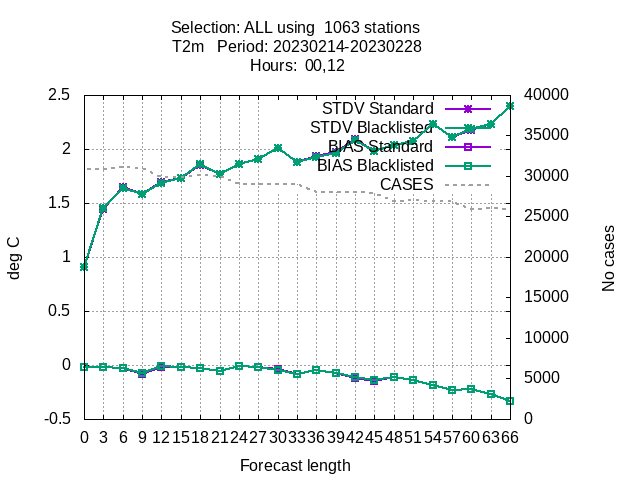 Selection: ALL using  1063 stations
T2m   Period: 20230214-20230228
Hours:  00,12
STDV Standard
STDV Blacklisted
BIAS Standard
BIAS Blacklisted
CASES
2.5
2
1.5
1
0.5
0
-0.5
40000
35000
30000
25000
20000
15000
10000
5000
0
deg C
No cases
0 3 6 9 12 15 18 21 24 27 30 33 36 39 42 45 48 51 54 57 60 63 66
Forecast length